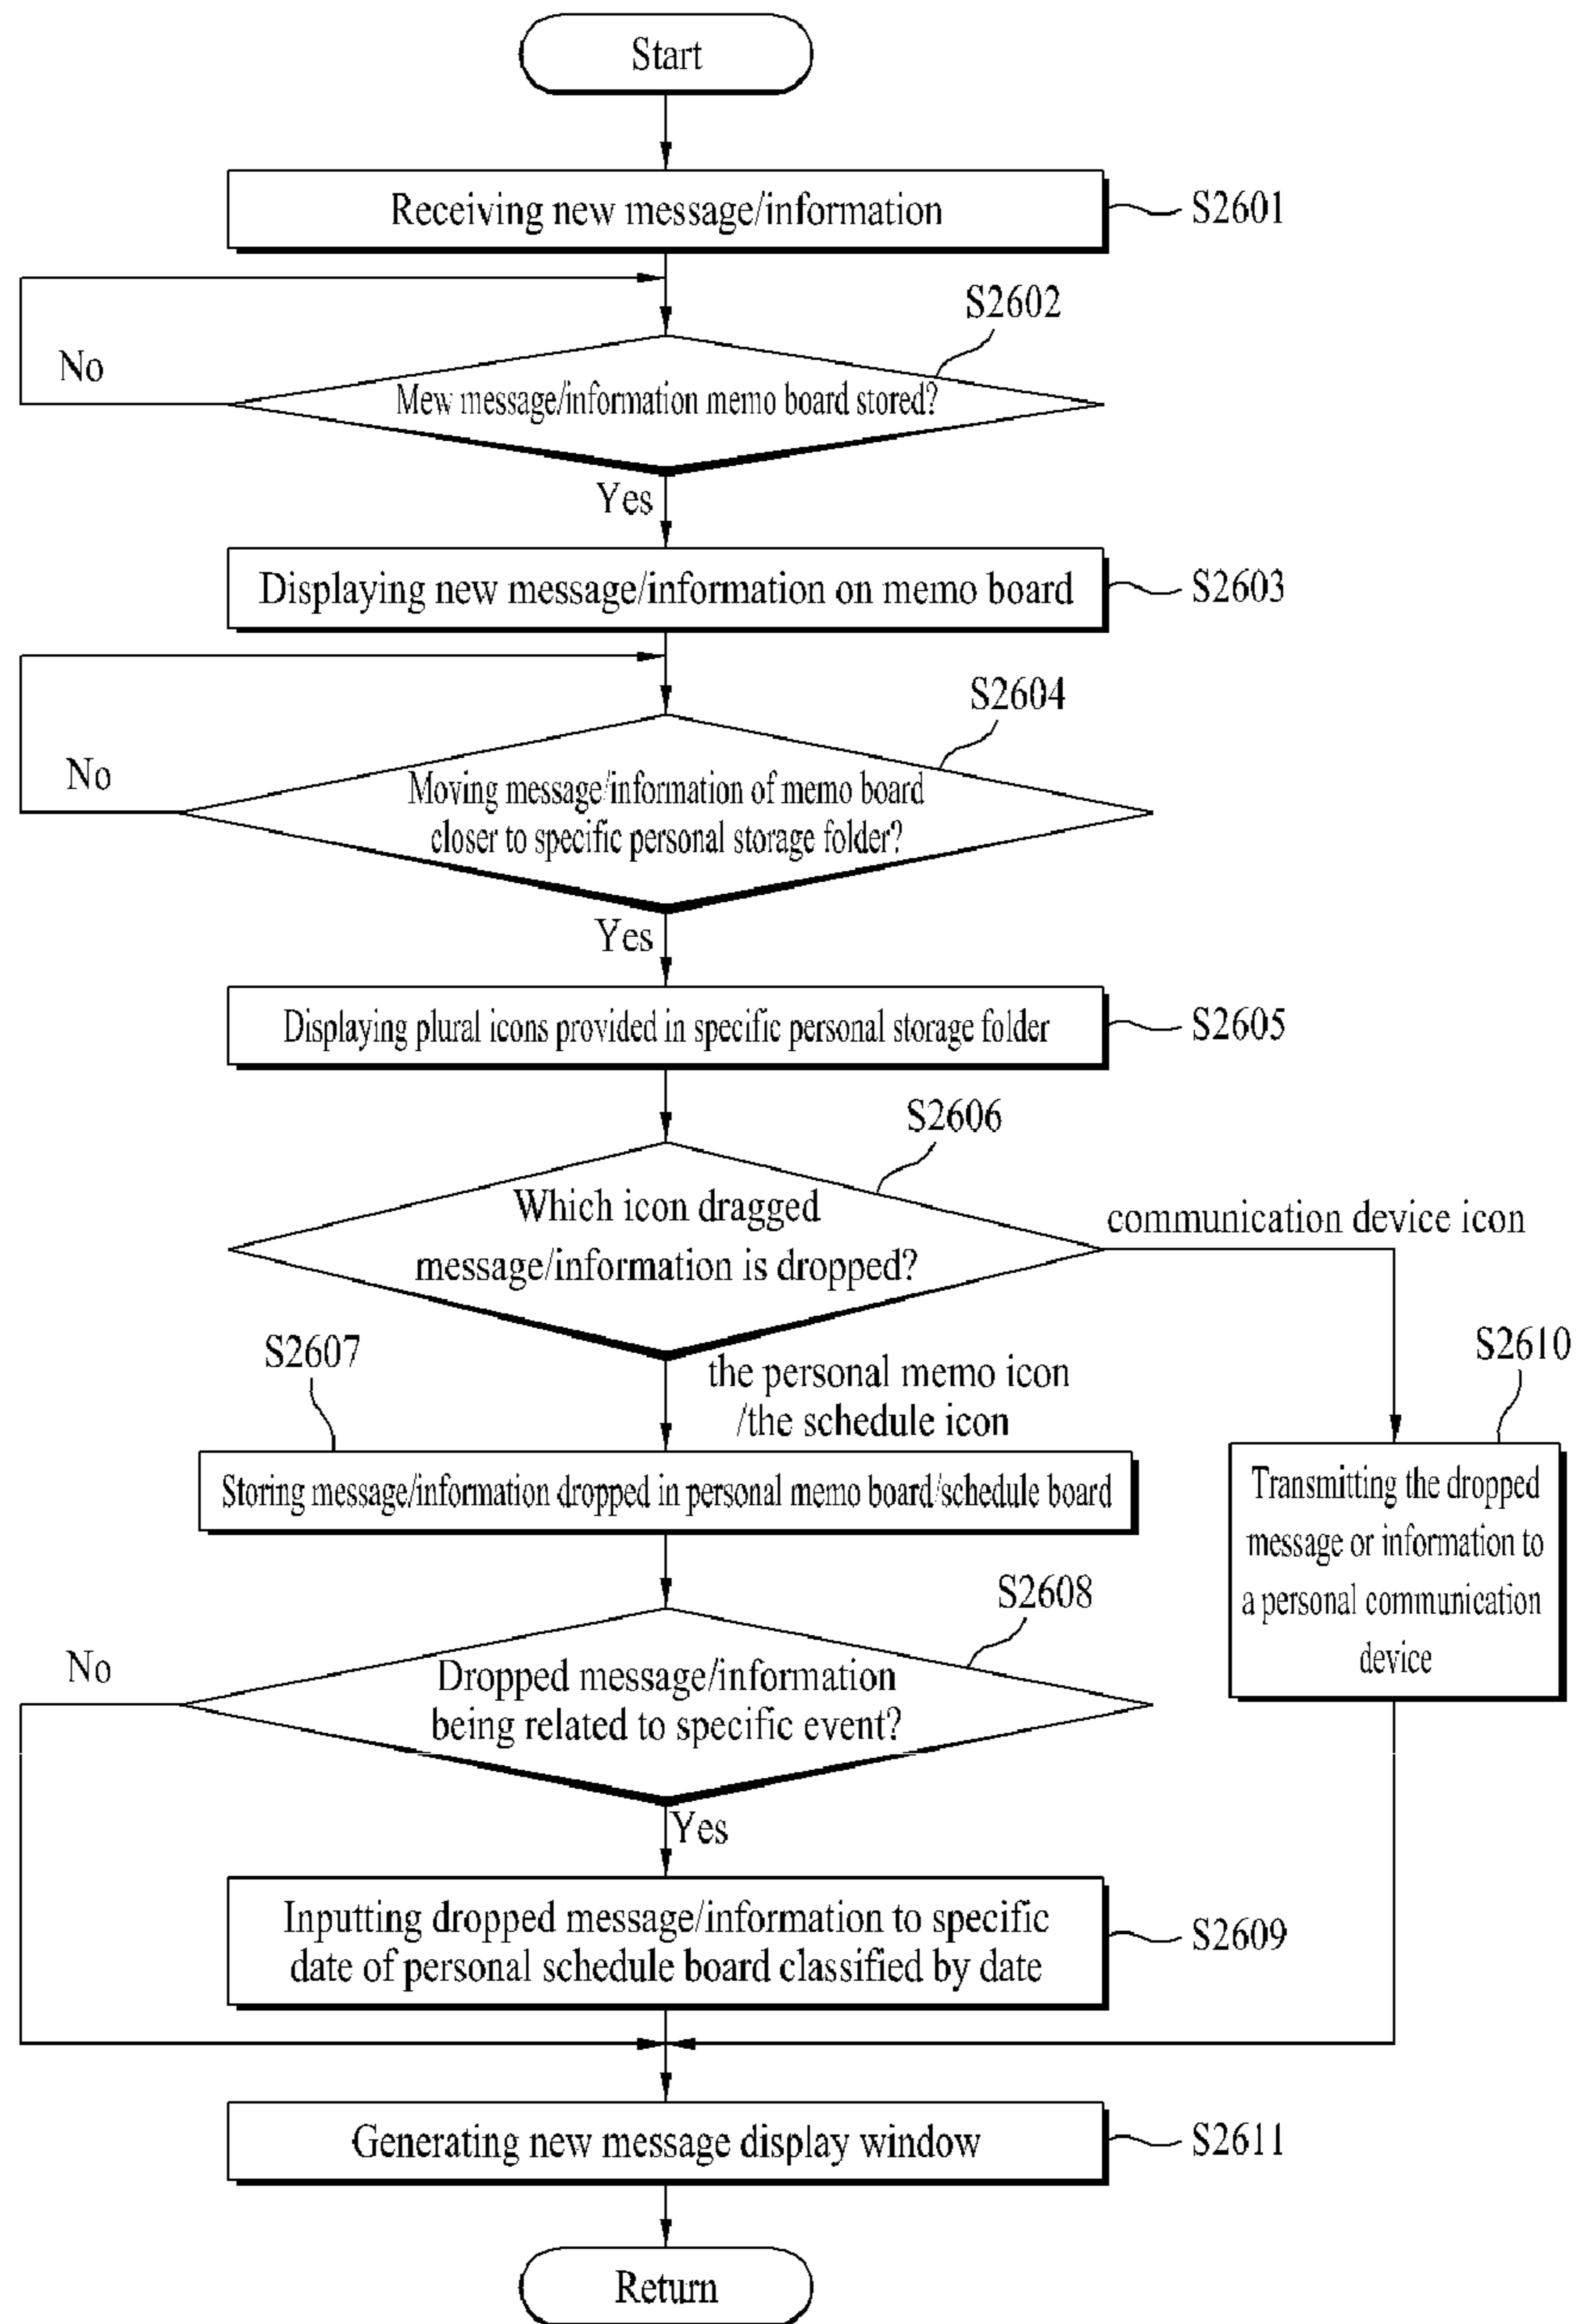 Start
Receiving new message/information
S2601
S2602
No
Mew message/information memo board stored?
Yes
Displaying new message/information on memo board
S2603
S2604
No
Moving message/information of memo board
closer to specific personal storage folder?
Yes
Displaying plural icons provided in specific personal storage folder
S2605
S2606
Which icon dragged
message/information is dropped?
communication device icon
S2607
the personal memo icon
/the schedule icon
S2610
Storing message/information dropped in personal memo board/schedule board
Transmitting the dropped
message or information to
a personal communication
device
S2608
No
Dropped message/information
being related to specific event?
Yes
Inputting dropped message/information to specific
date of personal schedule board classified by date
S2609
Generating new message display window
S2611
Return